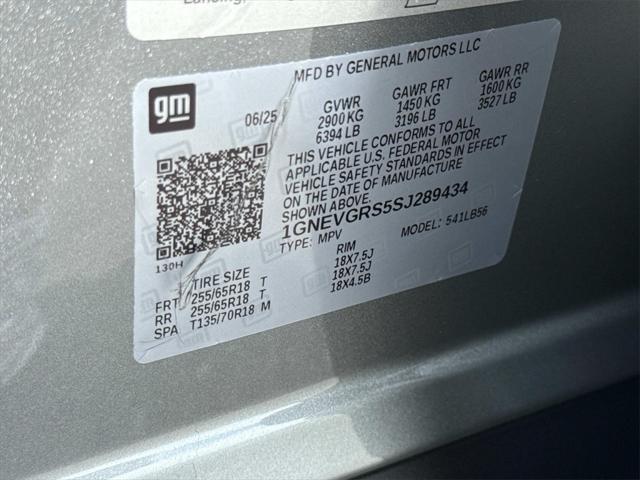 Landing:
MFD BY GENERAL MOTORS LLC
gm
06/25
GVWR GAWR FRT GAWR RR
2900 KG 1450 KG 1600 KG
6394 LB 3196 LB 3527 LB
THIS VEHICLE CONFORMS TO ALL
APPLICABLE U.S. FEDERAL MOTOR
VEHICLE SAFETY STANDARDS IN EFFECT
ON THE DATE OF MANUFACTURE
SHOWN ABOVE.
1GNEVGRS5SJ289434
TYPE: MPV MODEL: 541LB56
130H
TIRE SIZE RIM
FRT 255/65R18 T 18X7.5J
RR 255/65R18 T 18X7.5J
SPA T135/70R18 M 18X4.5B